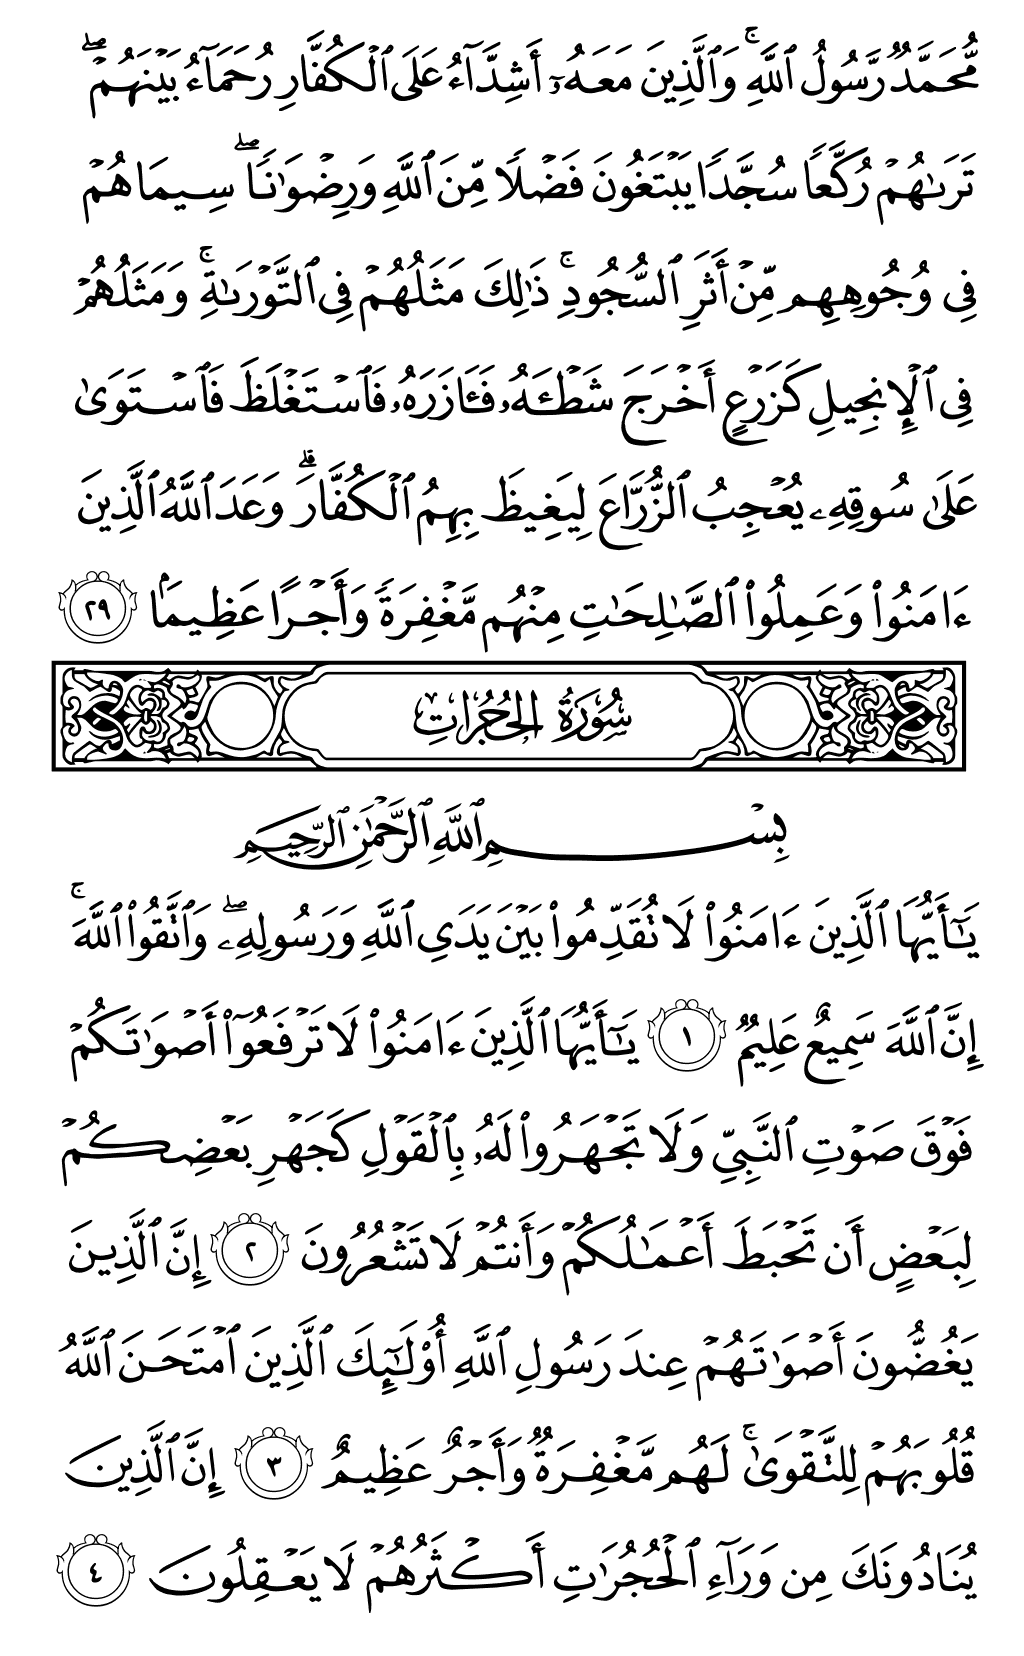 مُّحَمَّدٌ رَّسُولُ ٱللَّهِۚ وَٱلَّذِينَ مَعَهُۥٓ أَشِدَّآءُ عَلَى ٱلْكُفَّارِ رُحَمَآءُ بَيْنَهُمْۖ
تَرَىٰهُمْ رُكَّعًا سُجَّدًا يَبْتَغُونَ فَضْلًا مِّنَ ٱللَّهِ وَرِضْوَٰنًاۖ سِيمَاهُمْ
فِى وُجُوهِهِم مِّنْ أَثَرِ ٱلسُّجُودِۚ ذَٰلِكَ مَثَلُهُمْ فِى ٱلتَّوْرَىٰةِۚ وَمَثَلُهُمْ
فِى ٱلْإِنجِيلِ كَزَرْعٍ أَخْرَجَ شَطْـَٔهُۥ فَـَٔازَرَهُۥ فَٱسْتَغْلَظَ فَٱسْتَوَىٰ
عَلَىٰ سُوقِهِۦ يُعْجِبُ ٱلزُّرَّاعَ لِيَغِيظَ بِهِمُ ٱلْكُفَّارَۗ وَعَدَ ٱللَّهُ ٱلَّذِينَ
ءَامَنُوا۟ وَعَمِلُوا۟ ٱلصَّـٰلِحَـٰتِ مِنْهُم مَّغْفِرَةً وَأَجْرًا عَظِيمًۢا ٢٩
سُورَةُ الحُجُرَاتِ
بِسْمِ ٱللَّهِ ٱلرَّحْمَـٰنِ ٱلرَّحِيمِ
يَـٰٓأَيُّهَا ٱلَّذِينَ ءَامَنُوا۟ لَا تُقَدِّمُوا۟ بَيْنَ يَدَىِ ٱللَّهِ وَرَسُولِهِۦۖ وَٱتَّقُوا۟ ٱللَّهَۚ
إِنَّ ٱللَّهَ سَمِيعٌ عَلِيمٌ ١ يَـٰٓأَيُّهَا ٱلَّذِينَ ءَامَنُوا۟ لَا تَرْفَعُوٓا۟ أَصْوَٰتَكُمْ
فَوْقَ صَوْتِ ٱلنَّبِىِّ وَلَا تَجْهَرُوا۟ لَهُۥ بِٱلْقَوْلِ كَجَهْرِ بَعْضِكُمْ
لِبَعْضٍ أَن تَحْبَطَ أَعْمَـٰلُكُمْ وَأَنتُمْ لَا تَشْعُرُونَ ٢ إِنَّ ٱلَّذِينَ
يَغُضُّونَ أَصْوَٰتَهُمْ عِندَ رَسُولِ ٱللَّهِ أُو۟لَـٰٓئِكَ ٱلَّذِينَ ٱمْتَحَنَ ٱللَّهُ
قُلُوبَهُمْ لِلتَّقْوَىٰۚ لَهُم مَّغْفِرَةٌ وَأَجْرٌ عَظِيمٌ ٣ إِنَّ ٱلَّذِينَ
يُنَادُونَكَ مِن وَرَآءِ ٱلْحُجُرَٰتِ أَكْثَرُهُمْ لَا يَعْقِلُونَ ٤